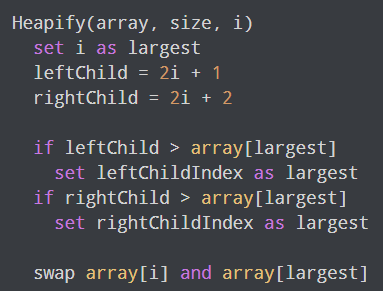 Heapify(array, size, i)
  set i as largest
  leftChild = 2i + 1
  rightChild = 2i + 2

  if leftChild > array[largest]
    set leftChildIndex as largest
  if rightChild > array[largest]
    set rightChildIndex as largest

  swap array[i] and array[largest]